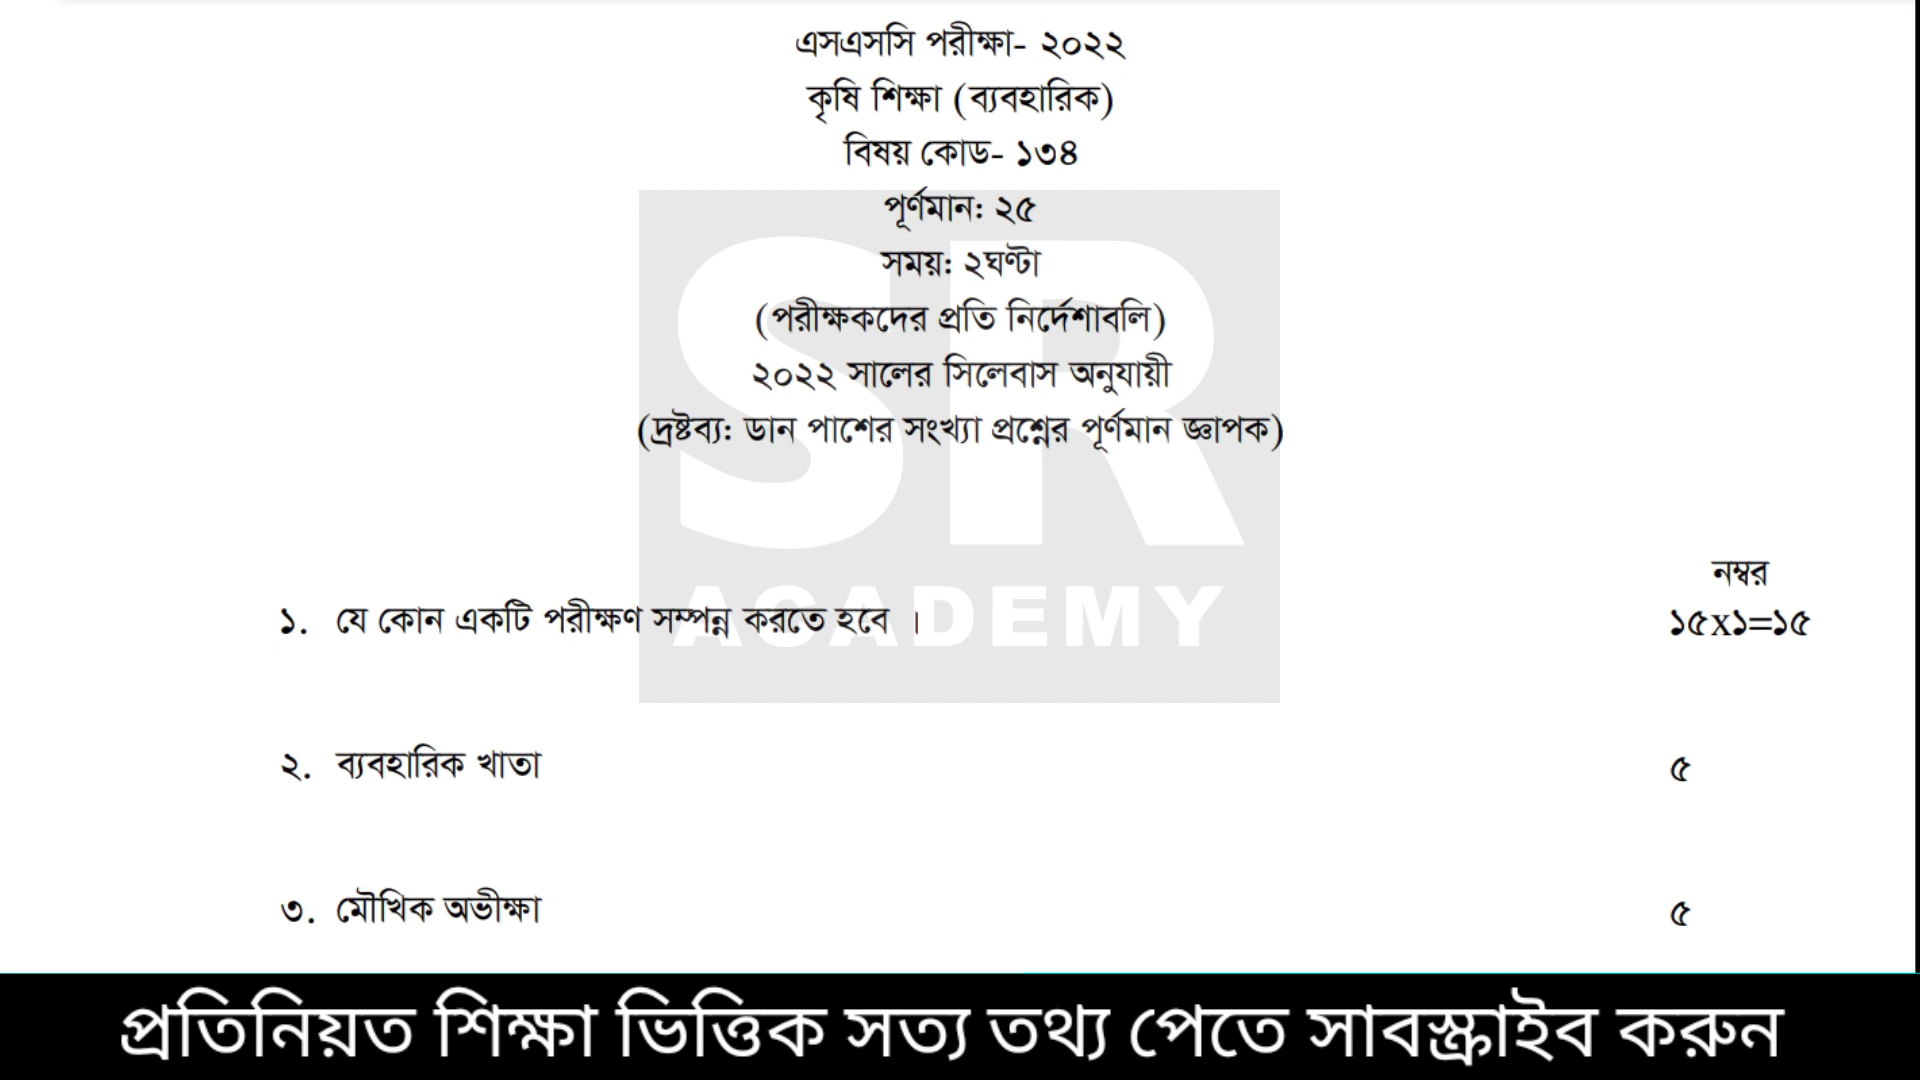 এসএসসি পরীক্ষা- ২০২২
কৃষি শিক্ষা (ব্যবহারিক)
বিষয় কোড- ১৩৪
পূর্ণমান: ২৫
সময়: ২ঘণ্টা
(পরীক্ষকদের প্রতি নির্দেশাবলি)
২০২২ সালের সিলেবাস অনুযায়ী
(দ্রষ্টব্য: ডান পাশের সংখ্যা প্রশ্নের পূর্ণমান জ্ঞাপক)
SR
ACADEMY
নম্বর
১. যে কোন একটি পরীক্ষণ সম্পন্ন করতে হবে । ১৫x১=১৫
২. ব্যবহারিক খাতা ৫
৩. মৌখিক অভীক্ষা ৫
প্রতিনিয়ত শিক্ষা ভিত্তিক সত্য তথ্য পেতে সাবস্ক্রাইব করুন